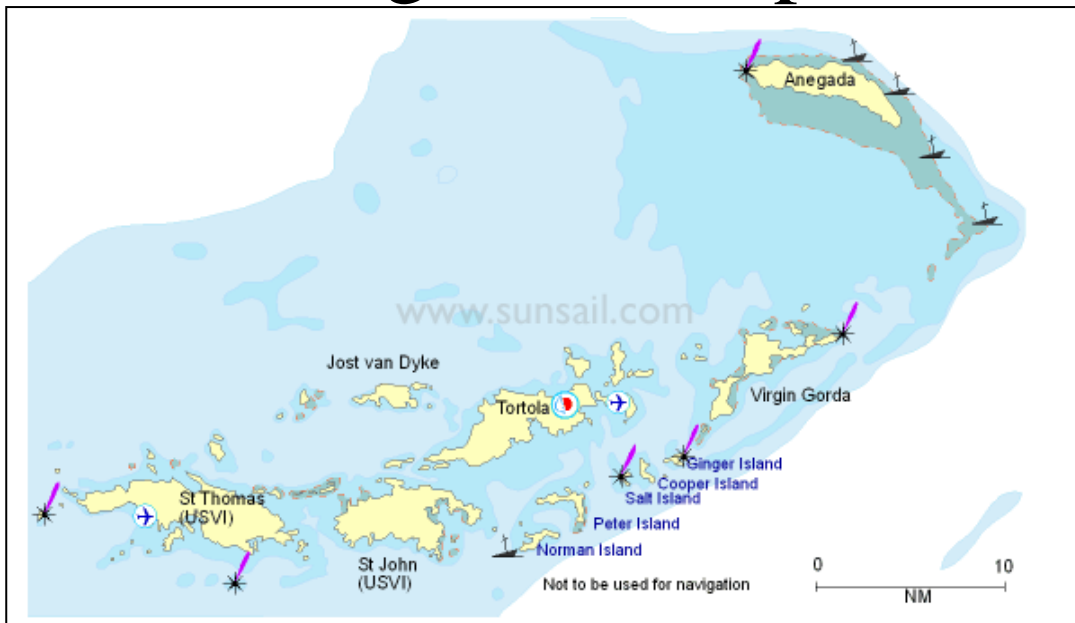 Anegada
www.sunsail.com
Jost van Dyke
Virgin Gorda
Tortola
Ginger Island
Cooper Island
Salt Island
St Thomas
(USVI)
Peter Island
Norman Island
St John
(USVI)
Not to be used for navigation
0
10
NM